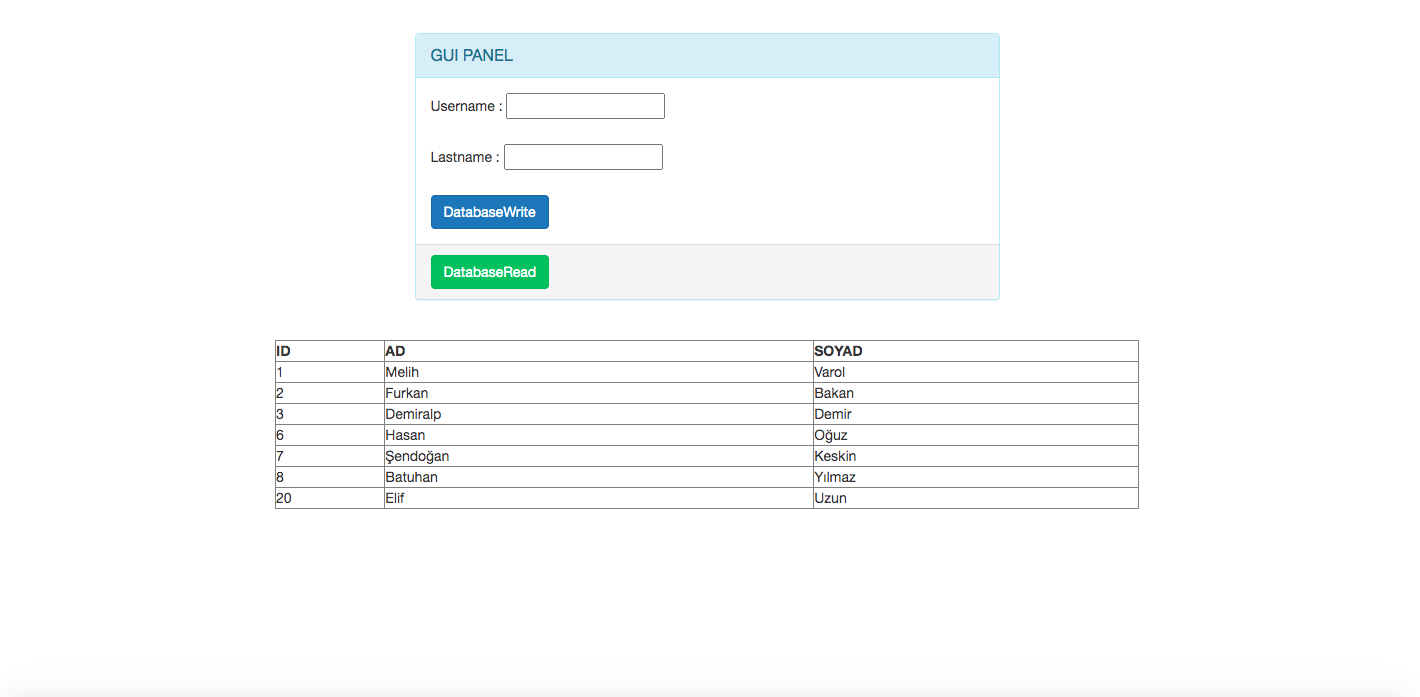 GUI PANEL
Username :
Lastname :
DatabaseWrite
DatabaseRead
ID AD SOYAD
1 Melih Varol
2 Furkan Bakan
3 Demiralp Demir
6 Hasan Oğuz
7 Şendoğan Keskin
8 Batuhan Yılmaz
20 Elif Uzun